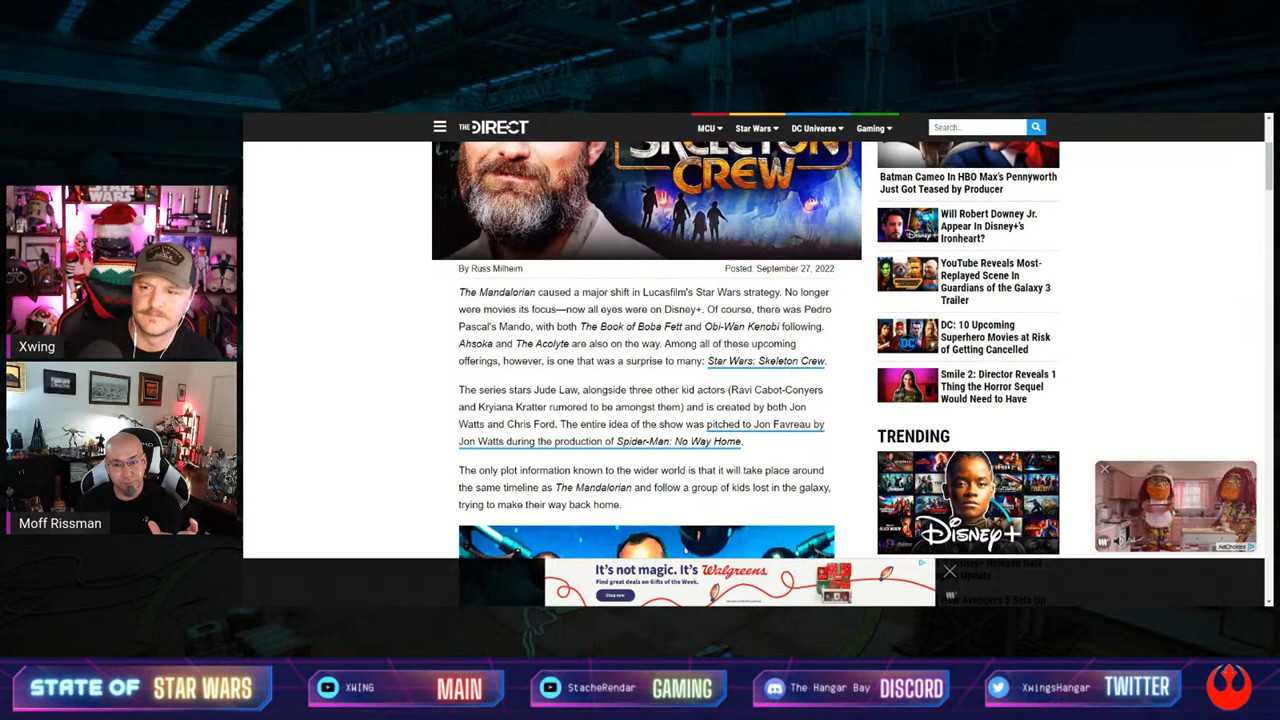 THE DIRECT
MCU
Star Wars
DC Universe
Gaming
Search...
SKELETON
CREW
By Russ Milheim
Posted: September 27, 2022
The Mandalorian caused a major shift in Lucasfilm's Star Wars strategy. No longer
were movies its focus—now all eyes were on Disney+. Of course, there was Pedro
Pascal's Mando, with both The Book of Boba Fett and Obi-Wan Kenobi following.
Ahsoka and The Acolyte are also on the way. Among all of these upcoming
offerings, however, is one that was a surprise to many: Star Wars: Skeleton Crew.
The series stars Jude Law, alongside three other kid actors (Ravi Cabot-Conyers
and Kryiana Kratter rumored to be amongst them) and is created by both Jon
Watts and Chris Ford. The entire idea of the show was pitched to Jon Favreau by
Jon Watts during the production of Spider-Man: No Way Home.
The only plot information known to the wider world is that it will take place around
the same timeline as The Mandalorian and follow a group of kids lost in the galaxy,
trying to make their way back home.
Batman Cameo In HBO Max's Pennyworth
Just Got Teased by Producer
Will Robert Downey Jr.
Appear In Disney+'s
Ironheart?
YouTube Reveals Most-
Replayed Scene In
Guardians of the Galaxy 3
Trailer
DC: 10 Upcoming
Superhero Movies at Risk
of Getting Cancelled
Smile 2: Director Reveals 1
Thing the Horror Sequel
Would Need to Have
TRENDING
Disney+
AdChoices
It's not magic. It's Walgreens
Find great deals on Gifts of the Week.
Shop now
STAR
WARS
Xwing
Moff Rissman
STATE OF STAR WARS
XWING MAIN
StacheRendar GAMING
The Hangar Bay DISCORD
XwingsHangar TWITTER